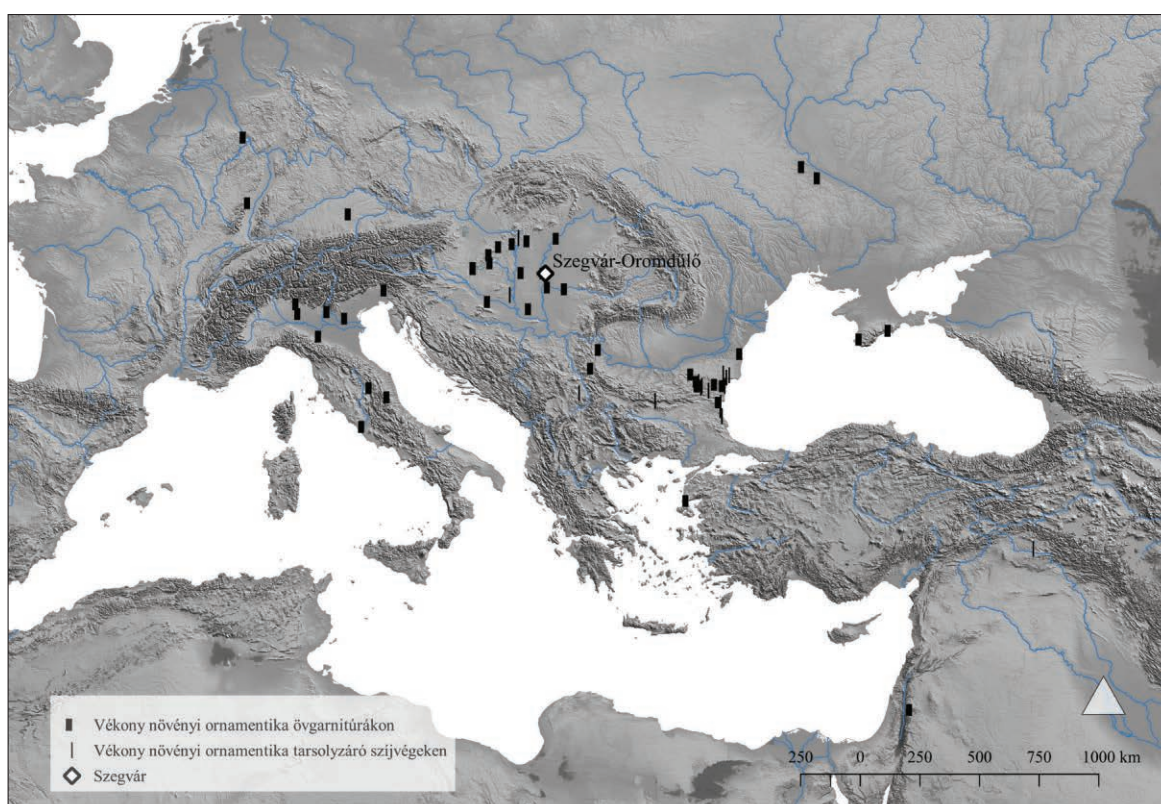 Szegvár-Oromdűlő
Vékony növényi ornamentika övgarnitúrákon
Vékony növényi ornamentika tarsolyzáró szíjvégeken
Szegvár
250 0 250 500 750 1000 km